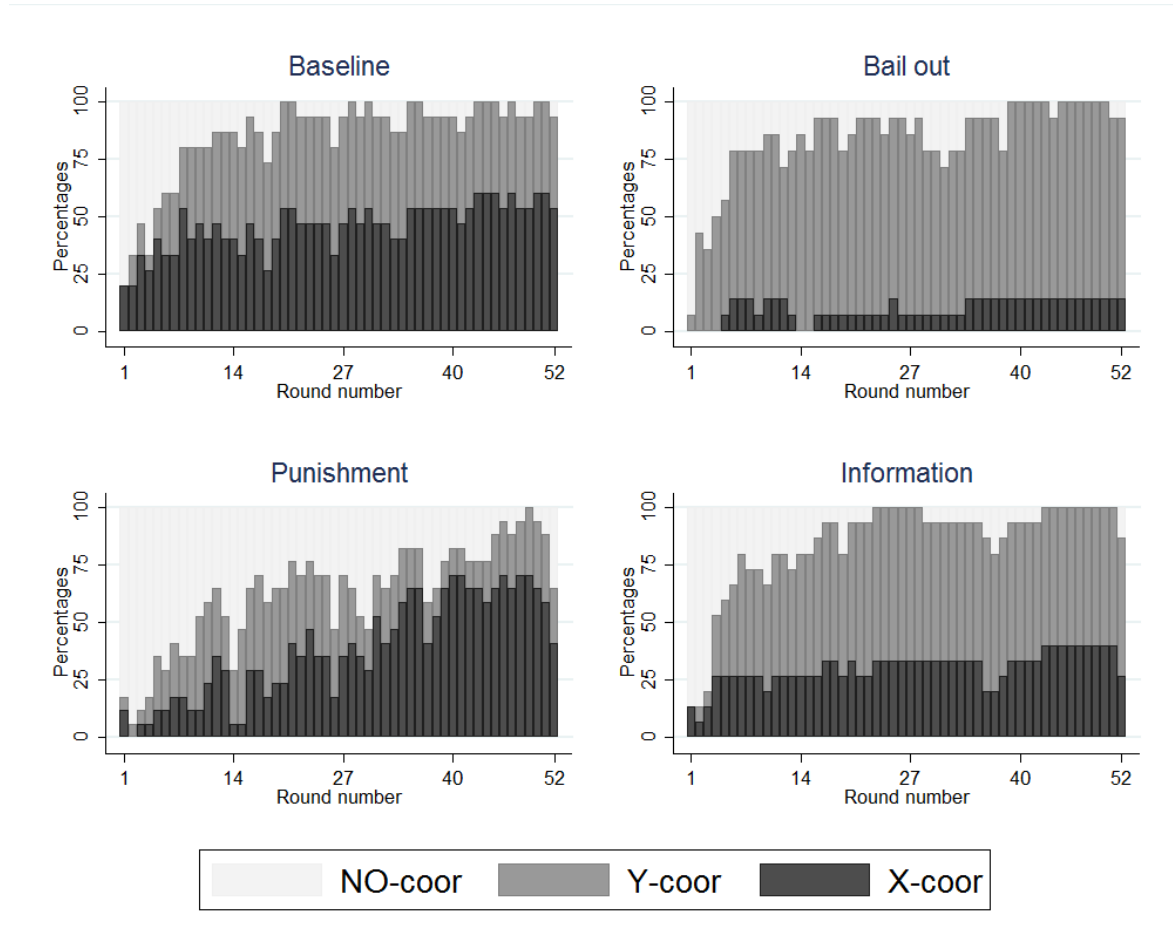 Baseline
Percentages
100
75
50
25
0
1 14 27 40 52
Round number
Bail out
Percentages
100
75
50
25
0
1 14 27 40 52
Round number
Punishment
Percentages
100
75
50
25
0
1 14 27 40 52
Round number
Information
Percentages
100
75
50
25
0
1 14 27 40 52
Round number
NO-coor Y-coor X-coor